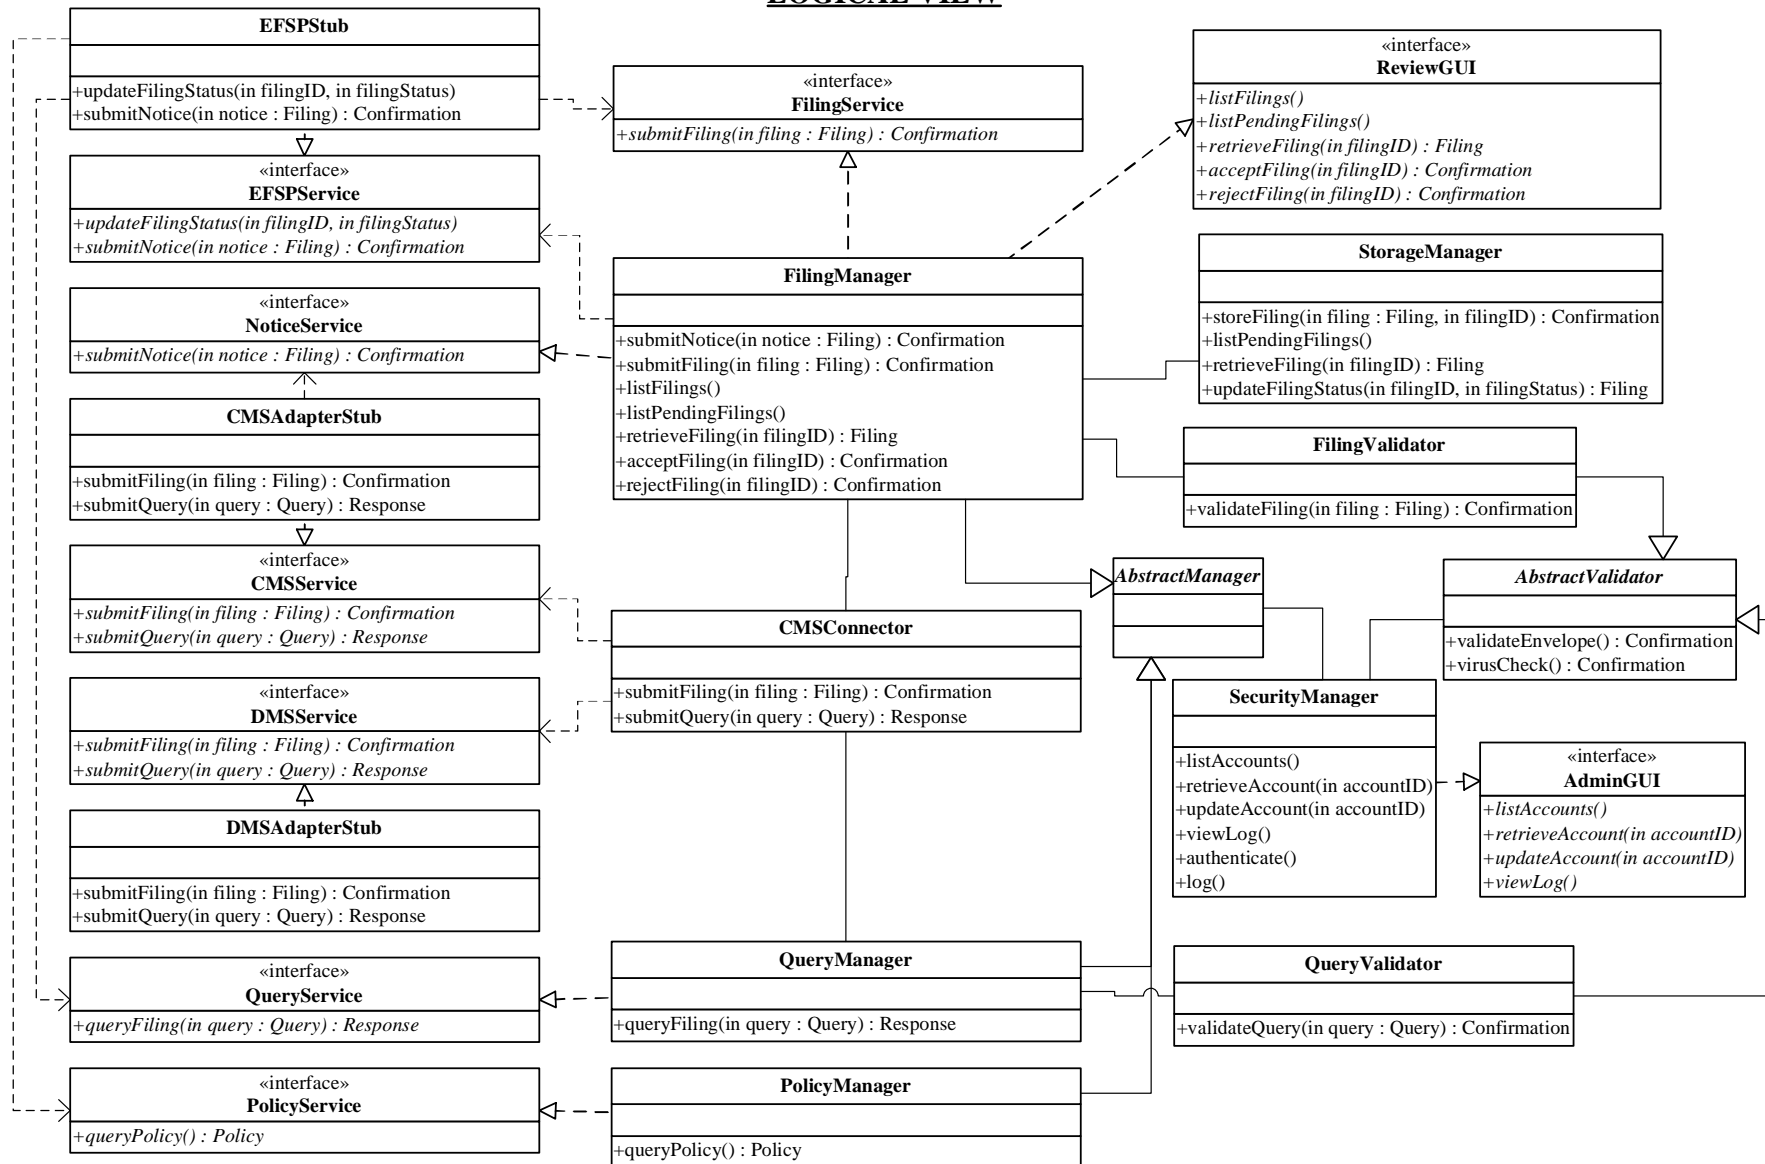 LOGICAL VIEW
EFSPStub
+updateFilingStatus(in filingID, in filingStatus)
+submitNotice(in notice : Filing) : Confirmation
«interface»
EFSPService
+updateFilingStatus(in filingID, in filingStatus)
+submitNotice(in notice : Filing) : Confirmation
«interface»
NoticeService
+submitNotice(in notice : Filing) : Confirmation
CMSAdapterStub
+submitFiling(in filing : Filing) : Confirmation
+submitQuery(in query : Query) : Response
«interface»
CMSService
+submitFiling(in filing : Filing) : Confirmation
+submitQuery(in query : Query) : Response
«interface»
DMSService
+submitFiling(in filing : Filing) : Confirmation
+submitQuery(in query : Query) : Response
DMSAdapterStub
+submitFiling(in filing : Filing) : Confirmation
+submitQuery(in query : Query) : Response
«interface»
QueryService
+queryFiling(in query : Query) : Response
«interface»
PolicyService
+queryPolicy() : Policy
«interface»
FilingService
+submitFiling(in filing : Filing) : Confirmation
FilingManager
+submitNotice(in notice : Filing) : Confirmation
+submitFiling(in filing : Filing) : Confirmation
+listFilings()
+listPendingFilings()
+retrieveFiling(in filingID) : Filing
+acceptFiling(in filingID) : Confirmation
+rejectFiling(in filingID) : Confirmation
CMSConnector
+submitFiling(in filing : Filing) : Confirmation
+submitQuery(in query : Query) : Response
QueryManager
+queryFiling(in query : Query) : Response
PolicyManager
+queryPolicy() : Policy
«interface»
ReviewGUI
+listFilings()
+listPendingFilings()
+retrieveFiling(in filingID) : Filing
+acceptFiling(in filingID) : Confirmation
+rejectFiling(in filingID) : Confirmation
StorageManager
+storeFiling(in filing : Filing, in filingID) : Confirmation
+listPendingFilings()
+retrieveFiling(in filingID) : Filing
+updateFilingStatus(in filingID, in filingStatus) : Filing
FilingValidator
+validateFiling(in filing : Filing) : Confirmation
AbstractManager
AbstractValidator
+validateEnvelope() : Confirmation
+virusCheck() : Confirmation
SecurityManager
+listAccounts()
+retrieveAccount(in accountID)
+updateAccount(in accountID)
+viewLog()
+authenticate()
+log()
«interface»
AdminGUI
+listAccounts()
+retrieveAccount(in accountID)
+updateAccount(in accountID)
+viewLog()
QueryValidator
+validateQuery(in query : Query) : Confirmation